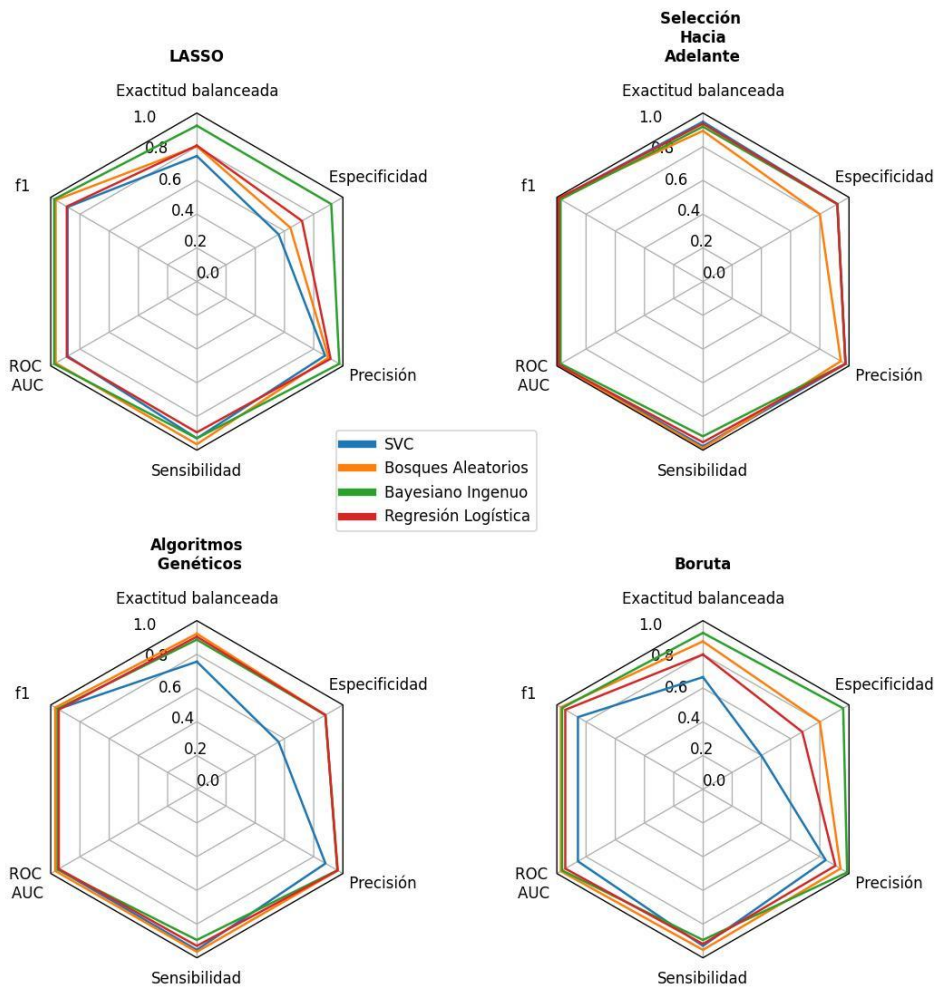 LASSO
Exactitud balanceada
1.0
0.8
0.6
0.4
0.2
0.0
f1
Especificidad
ROC
AUC
Precisión
Sensibilidad
Selección
Hacia
Adelante
Exactitud balanceada
1.0
0.8
0.6
0.4
0.2
0.0
f1
Especificidad
ROC
AUC
Precisión
Sensibilidad
SVC
Bosques Aleatorios
Bayesiano Ingenuo
Regresión Logística
Algoritmos
Genéticos
Exactitud balanceada
1.0
0.8
0.6
0.4
0.2
0.0
f1
Especificidad
ROC
AUC
Precisión
Sensibilidad
Boruta
Exactitud balanceada
1.0
0.8
0.6
0.4
0.2
0.0
f1
Especificidad
ROC
AUC
Precisión
Sensibilidad